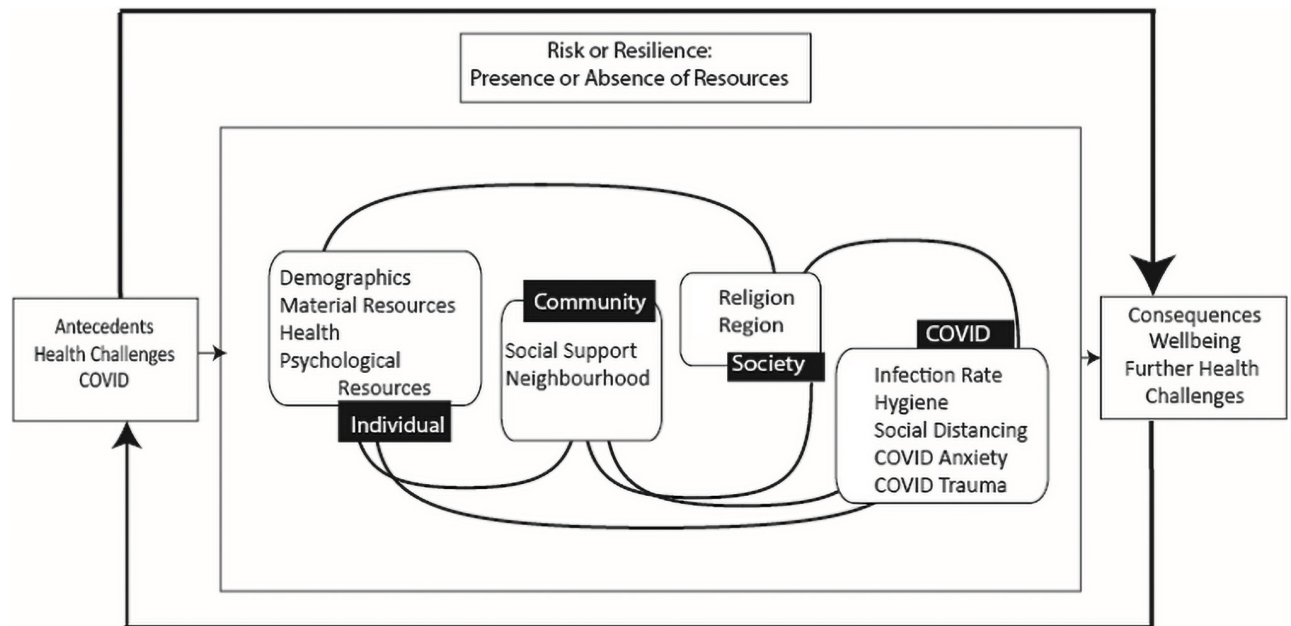 Risk or Resilience:
Presence or Absence of Resources
Antecedents
Health Challenges
COVID
Demographics
Material Resources
Health
Psychological
Resources
Individual
Community
Social Support
Neighbourhood
Religion
Region
Society
COVID
Infection Rate
Hygiene
Social Distancing
COVID Anxiety
COVID Trauma
Consequences
Wellbeing
Further Health
Challenges